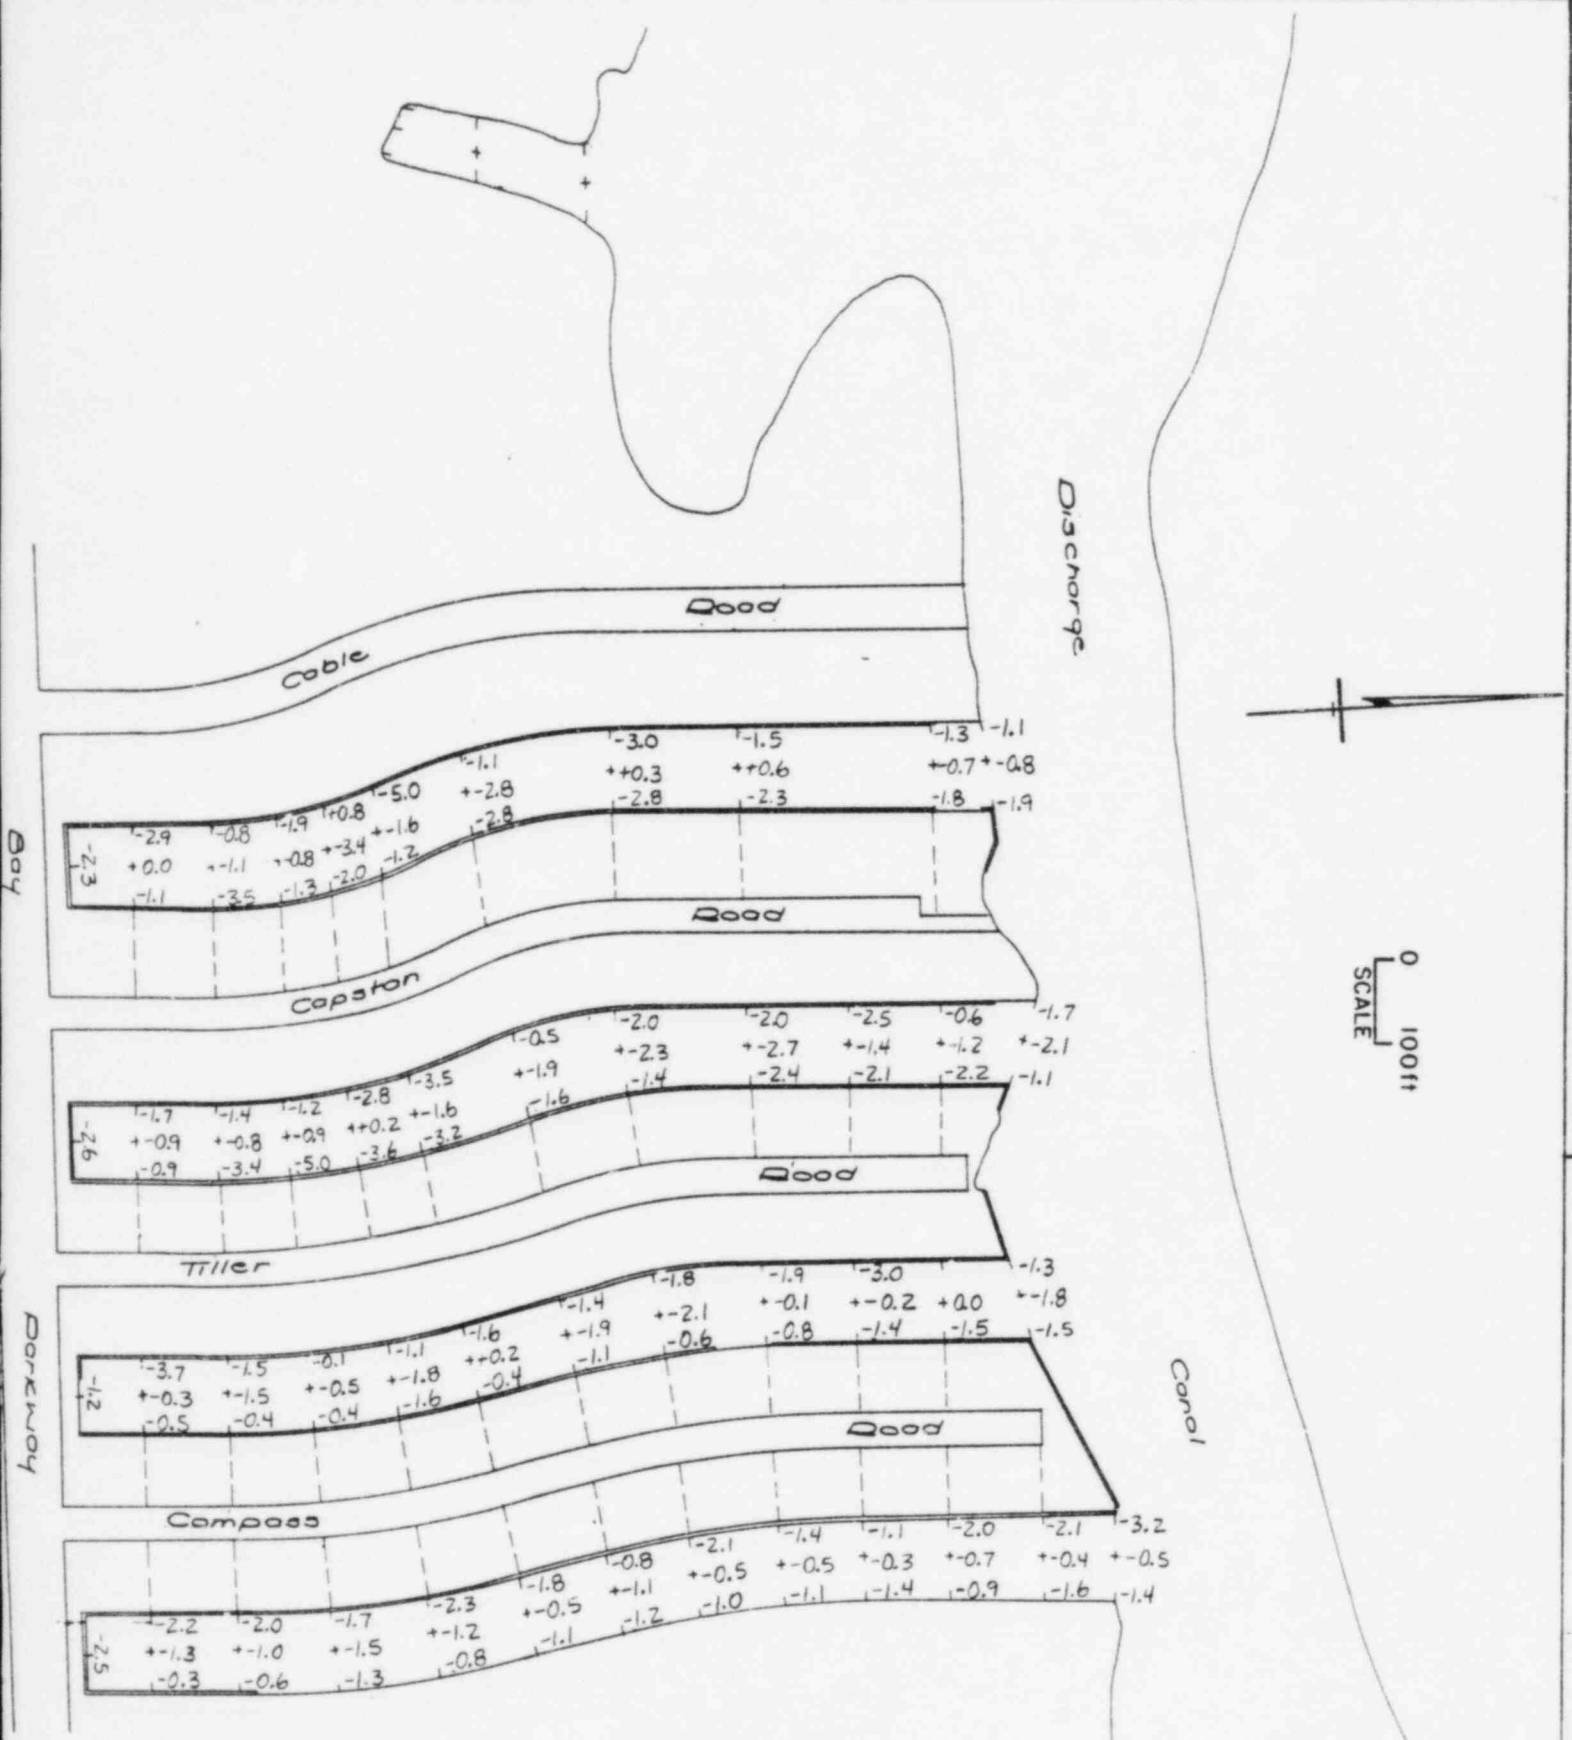 Discharge
Road
Cable
-3.0 -1.5 -1.3 -1.1
-1.1 ++0.3 ++0.6 +-0.7 +-0.8
-5.0 +-2.8 -2.8 -2.3 -1.8 -1.9
-2.9 -0.8 -1.9 +0.8 +-1.6 -2.8
+0.0 +-1.1 +-0.8 +-3.4 -1.2
-2.3
-1.1 -3.5 -1.3 -2.0
Bay
Road
Capstan
0 100ft
SCALE
-2.0 -2.0 -2.5 -0.6 -1.7
-0.5 +-2.3 +-2.7 +-1.4 +-1.2 +-2.1
-3.5 +-1.9 -1.4 -2.4 -2.1 -2.2 -1.1
-1.7 -1.4 -1.2 -2.8 +-1.6 -1.6
+-0.9 +-0.8 +-0.9 ++0.2 -3.2
-2.6
-0.9 -3.4 -5.0 -3.6
Road
Tiller
-1.8 -1.9 -3.0 -1.3
-1.4 +-2.1 +-0.1 +-0.2 +0.0 +-1.8
-1.6 +-1.9 -0.6 -0.8 -1.4 -1.5 -1.5
-3.7 -1.5 -0.1 -1.1 ++0.2 -1.1
+-0.3 +-1.5 +-0.5 +-1.8 -0.4
-1.2
-0.5 -0.4 -0.4 -1.6
Parkway
Canal
Road
Compass
-1.4 -1.1 -2.0 -2.1 -3.2
-0.8 -2.1 +-0.5 +-0.3 +-0.7 +-0.4 +-0.5
-1.8 +-1.1 +-0.5 -1.1 -1.4 -0.9 -1.6 -1.4
-2.2 -2.0 -1.7 -2.3 +-0.5 -1.2 -1.0
+-1.3 +-1.0 +-1.5 +-1.2 -1.1
-2.5
-0.3 -0.6 -1.3 -0.8